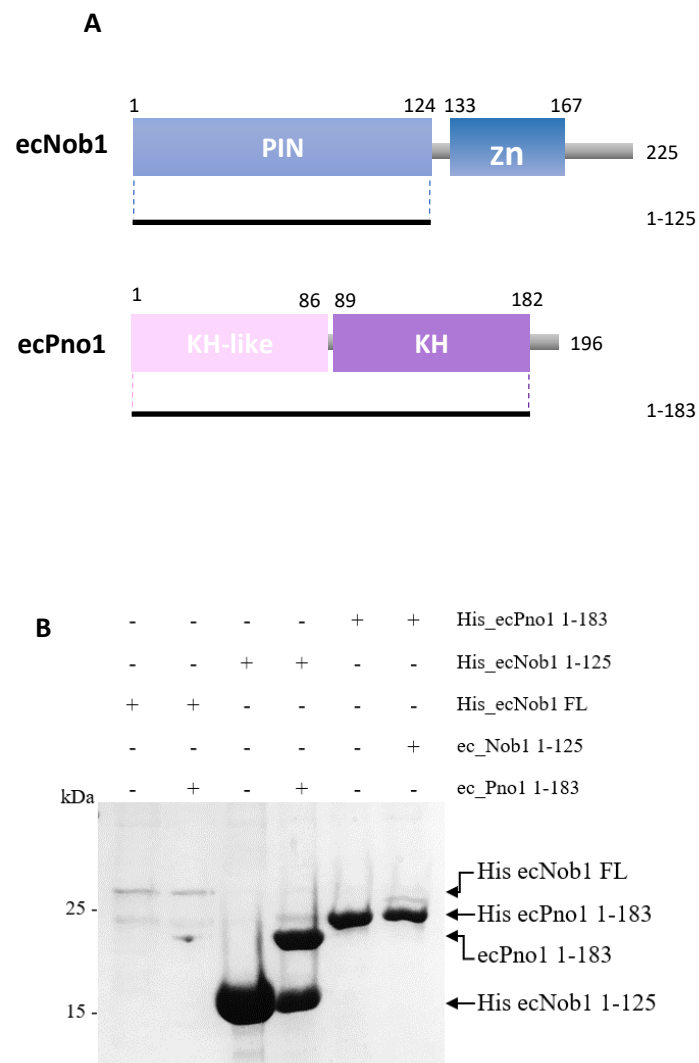 A
1 124 133 167
ecNob1 PIN zn 225
1-125
1 86 89 182
ecPno1 KH-like KH 196
1-183
B
- - - - + + His_ecPno1 1-183
- - + + - - His_ecNob1 1-125
+ + - - - - His_ecNob1 FL
- - - - - + ec_Nob1 1-125
- + - + - - ec_Pno1 1-183
kDa
His ecNob1 FL
25 - His ecPno1 1-183
ecPno1 1-183
15 - His ecNob1 1-125